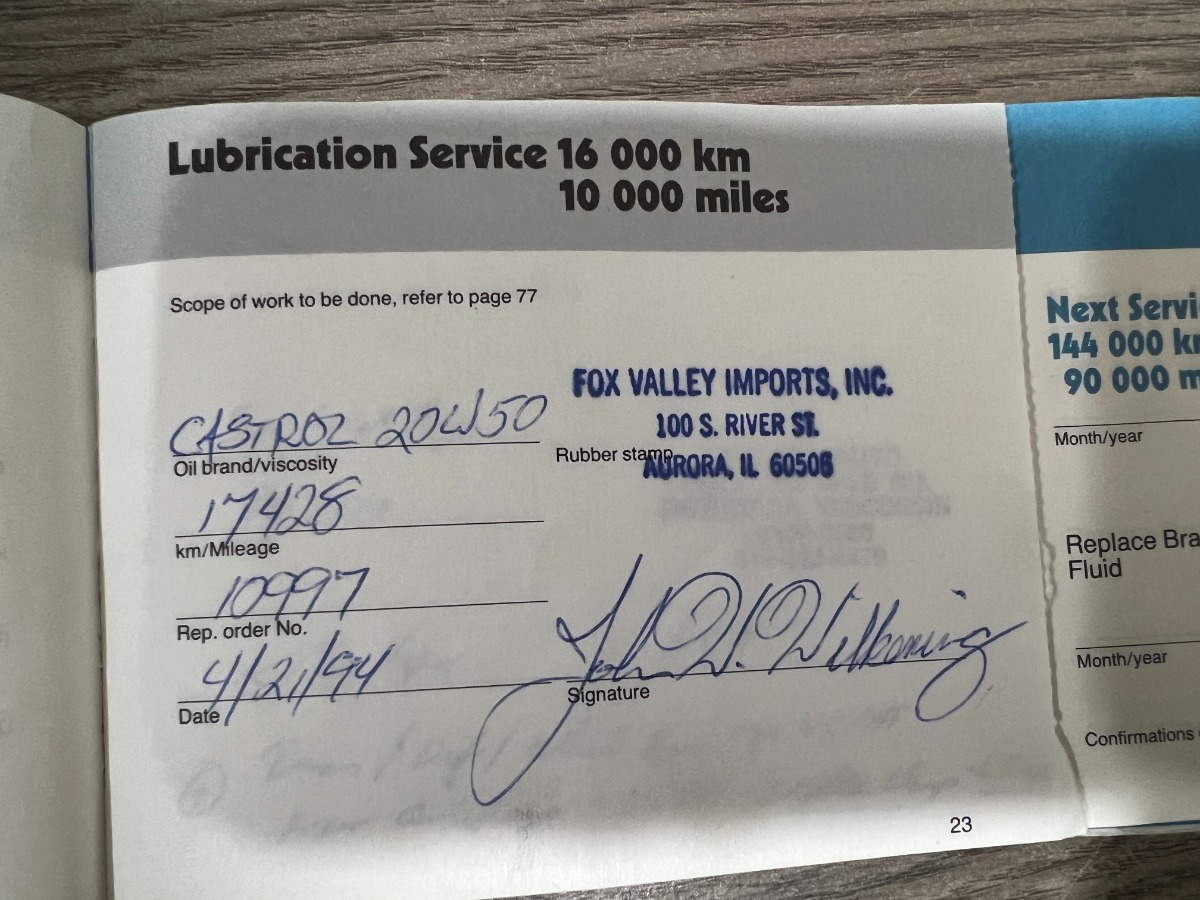 Lubrication Service 16 000 km
10 000 miles
Scope of work to be done, refer to page 77
CASTROL 20W50
Oil brand/viscosity
17428
km/Mileage
10997
Rep. order No.
4/21/94
Date
FOX VALLEY IMPORTS, INC.
100 S. RIVER ST.
Rubber stamp
AURORA, IL 60506
John W. Wilkening
Signature
23
Next Servi
144 000 k
90 000 m
Month/year
Replace Bra
Fluid
Month/year
Confirmations